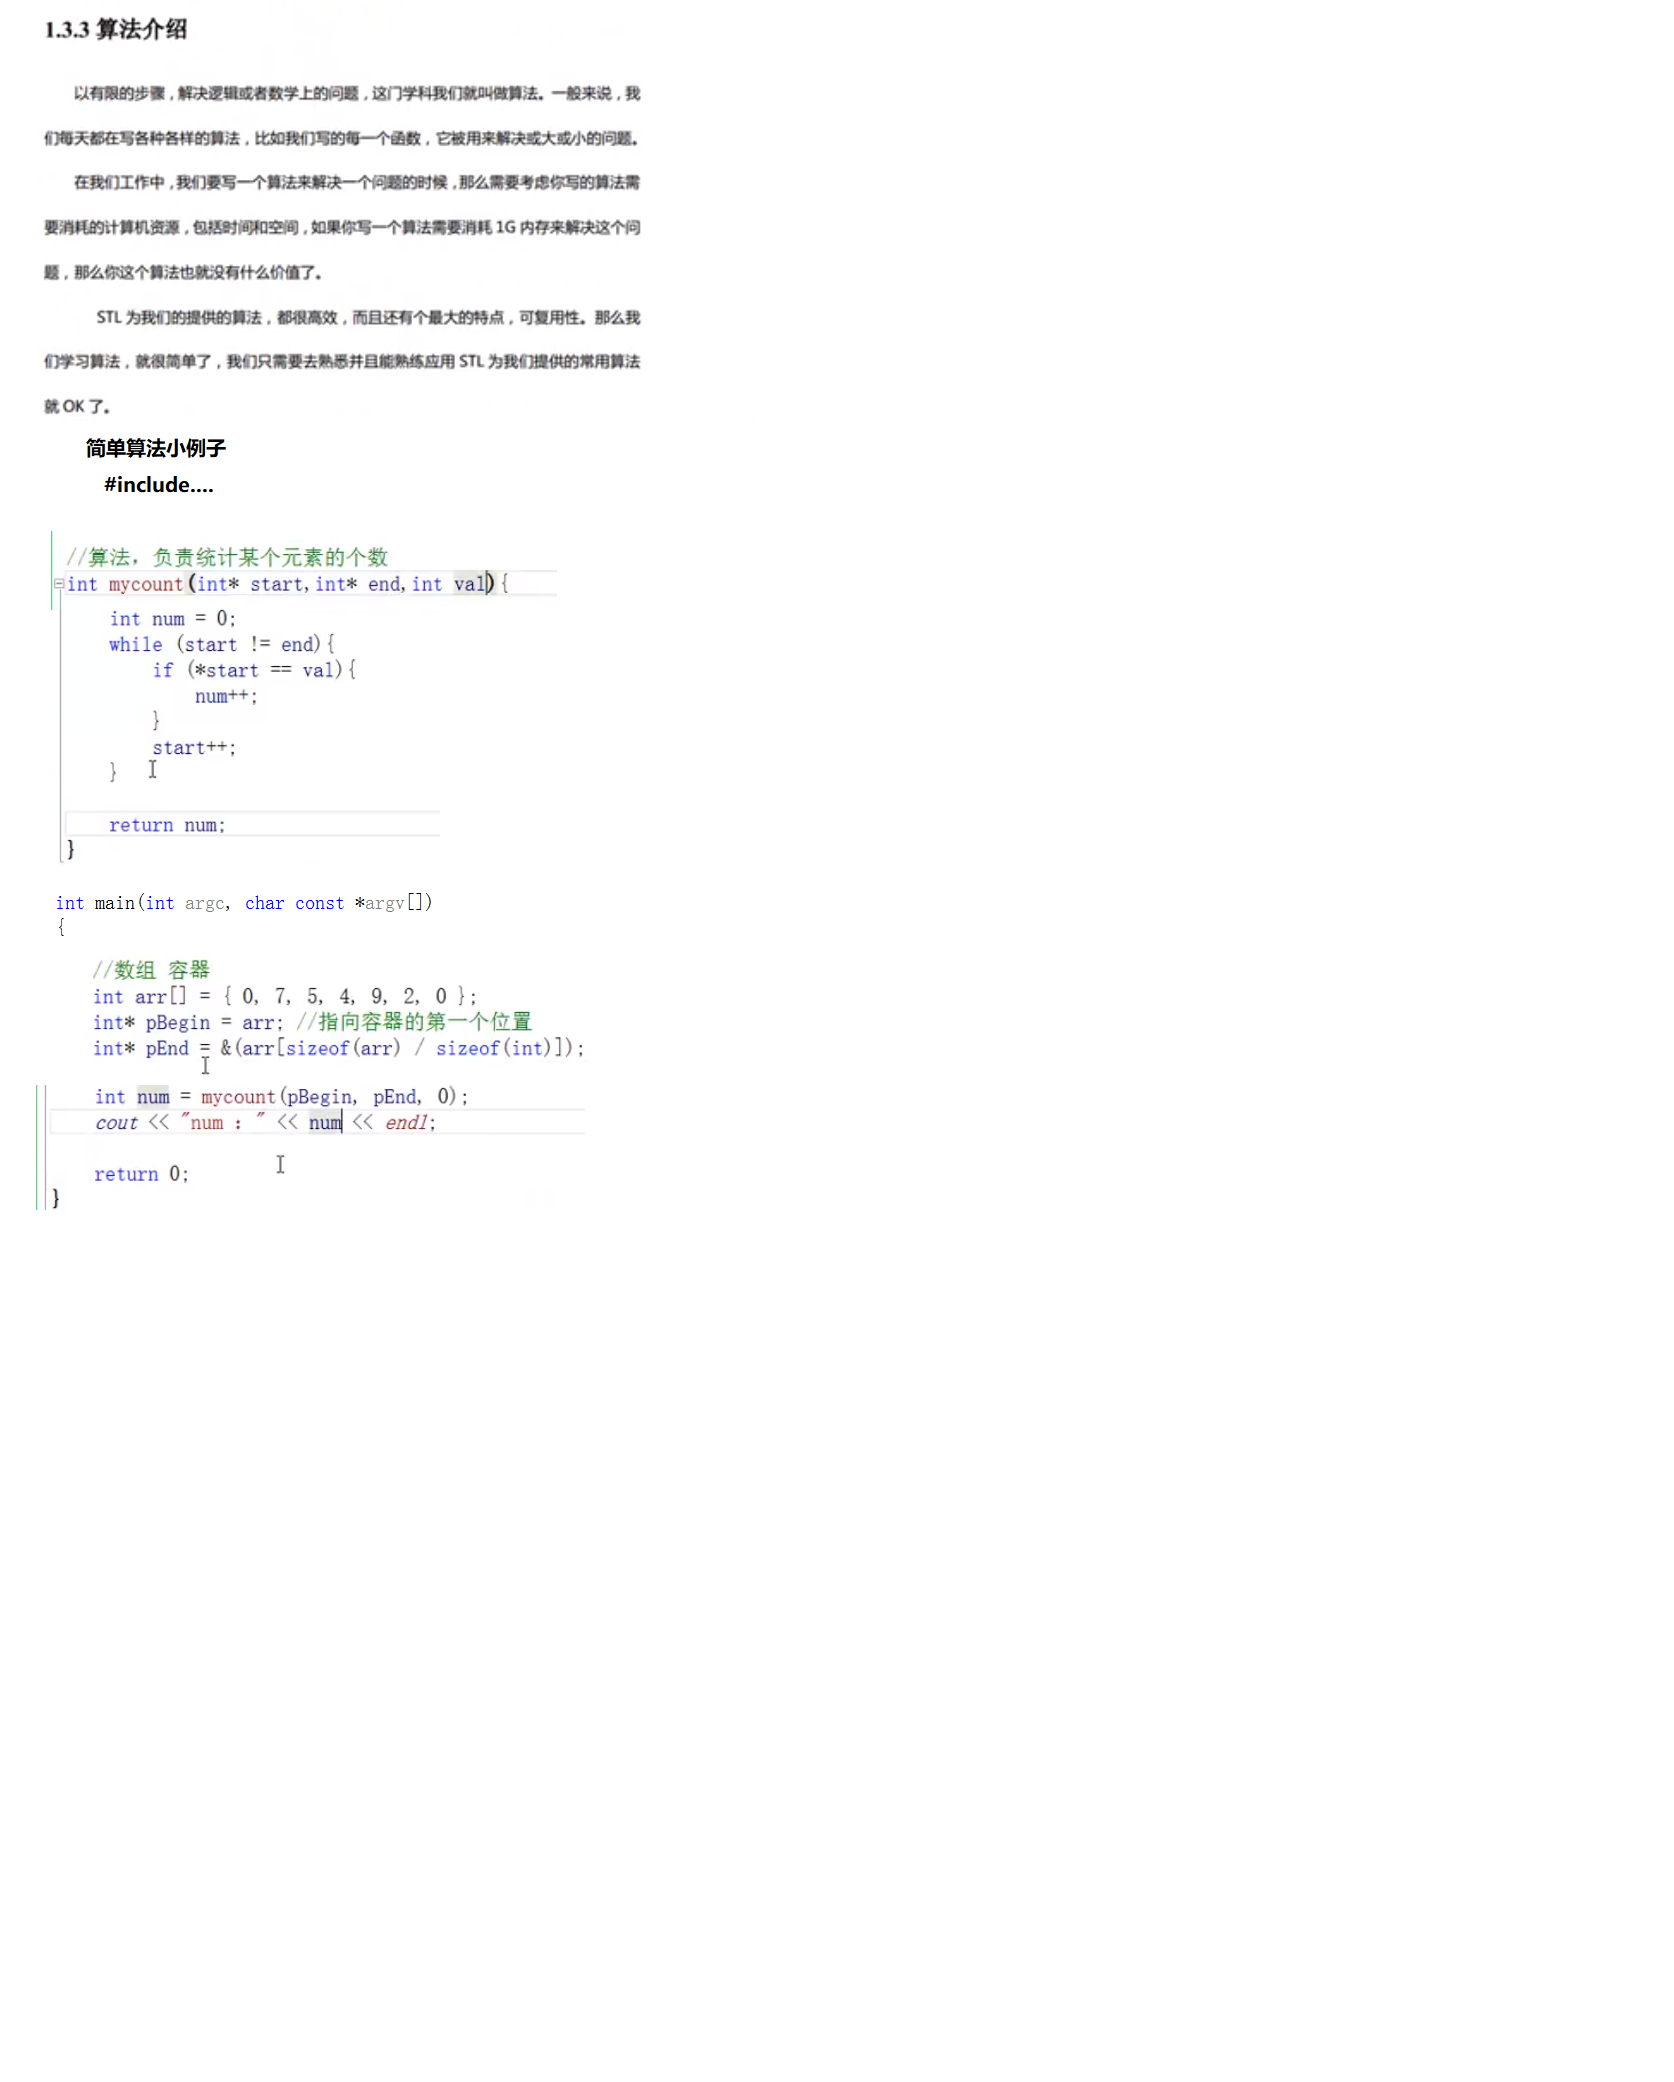 1.3.3 算法介绍
以有限的步骤，解决逻辑或者数学上的问题，这门学科我们就叫做算法。一般来说，我
们每天都在写各种各样的算法，比如我们写的每一个函数，它被用来解决或大或小的问题。
在我们工作中，我们要写一个算法来解决一个问题的时候，那么需要考虑你写的算法需
要消耗的计算机资源，包括时间和空间，如果你写一个算法需要消耗 1G 内存来解决这个问
题，那么你这个算法也就没有什么价值了。
STL 为我们的提供的算法，都很高效，而且还有个最大的特点，可复用性。那么我
们学习算法，就很简单了，我们只需要去熟悉并且能熟练应用 STL 为我们提供的常用算法
就 OK 了。
简单算法小例子
#include....
//算法，负责统计某个元素的个数
int mycount(int* start,int* end,int val){
int num = 0;
while (start != end){
if (*start == val){
num++;
}
start++;
}
return num;
}
int main(int argc, char const *argv[])
{
//数组 容器
int arr[] = { 0, 7, 5, 4, 9, 2, 0 };
int* pBegin = arr; //指向容器的第一个位置
int* pEnd = &(arr[sizeof(arr) / sizeof(int)]);
int num = mycount(pBegin, pEnd, 0);
cout << "num : " << num << endl;
return 0;
}